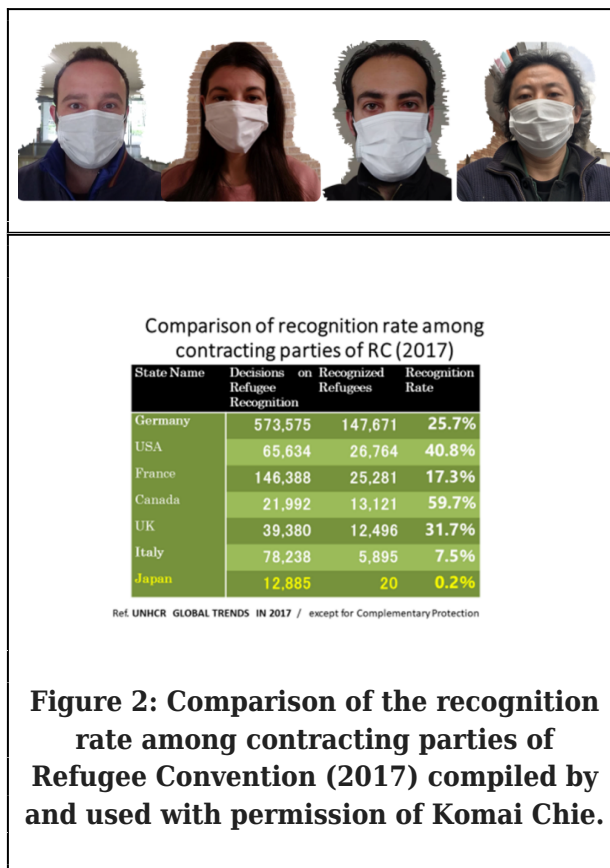 Comparison of recognition rate among
contracting parties of RC (2017)
State Name Decisions on Refugee Recognition Recognized Refugees Recognition Rate
Germany 573,575 147,671 25.7%
USA 65,634 26,764 40.8%
France 146,388 25,281 17.3%
Canada 21,992 13,121 59.7%
UK 39,380 12,496 31.7%
Italy 78,238 5,895 7.5%
Japan 12,885 20 0.2%
Ref. UNHCR GLOBAL TRENDS IN 2017 / except for Complementary Protection
Figure 2: Comparison of the recognition
rate among contracting parties of
Refugee Convention (2017) compiled by
and used with permission of Komai Chie.